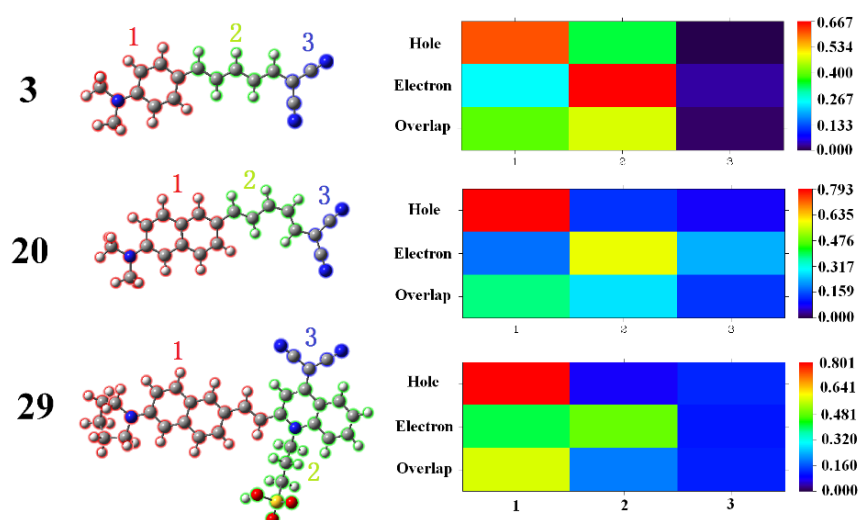 1 2 3
3
Hole
Electron
Overlap
1 2 3
0.667
0.534
0.400
0.267
0.133
0.000
1 2 3
20
Hole
Electron
Overlap
1 2 3
0.793
0.635
0.476
0.317
0.159
0.000
1 3
29
2
Hole
Electron
Overlap
1 2 3
0.801
0.641
0.481
0.320
0.160
0.000